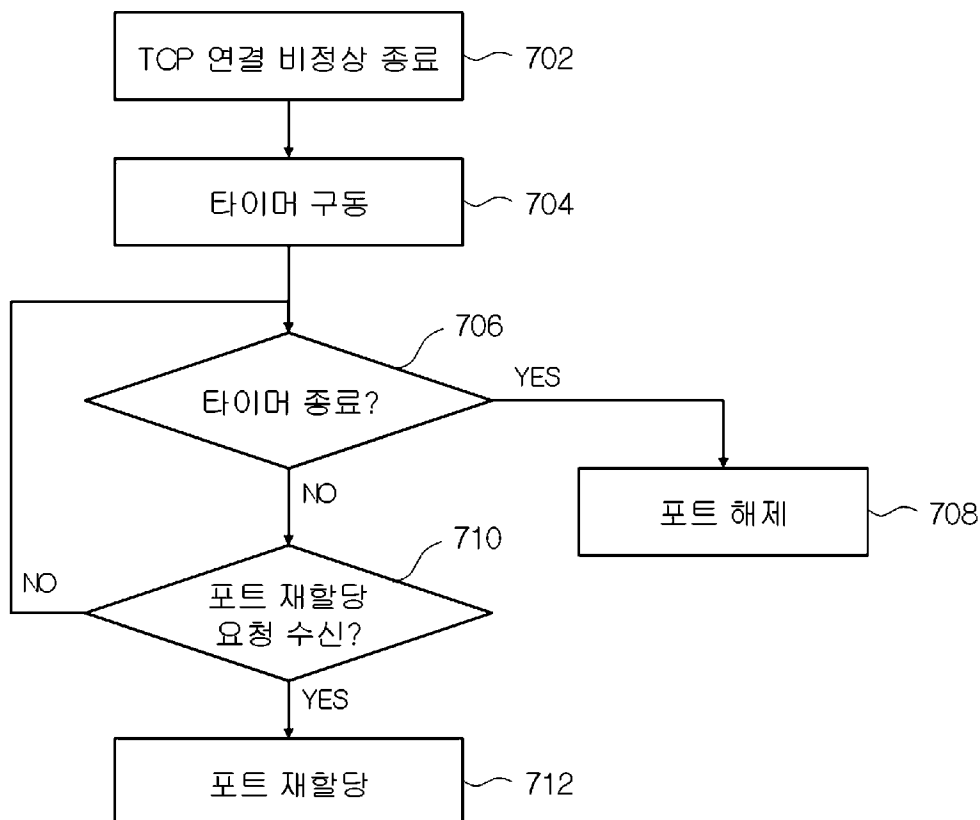 TCP 연결 비정상 종료
702
타이머 구동
704
706
타이머 종료?
YES
NO
포트 해제
708
710
NO
포트 재할당
요청 수신?
YES
포트 재할당
712